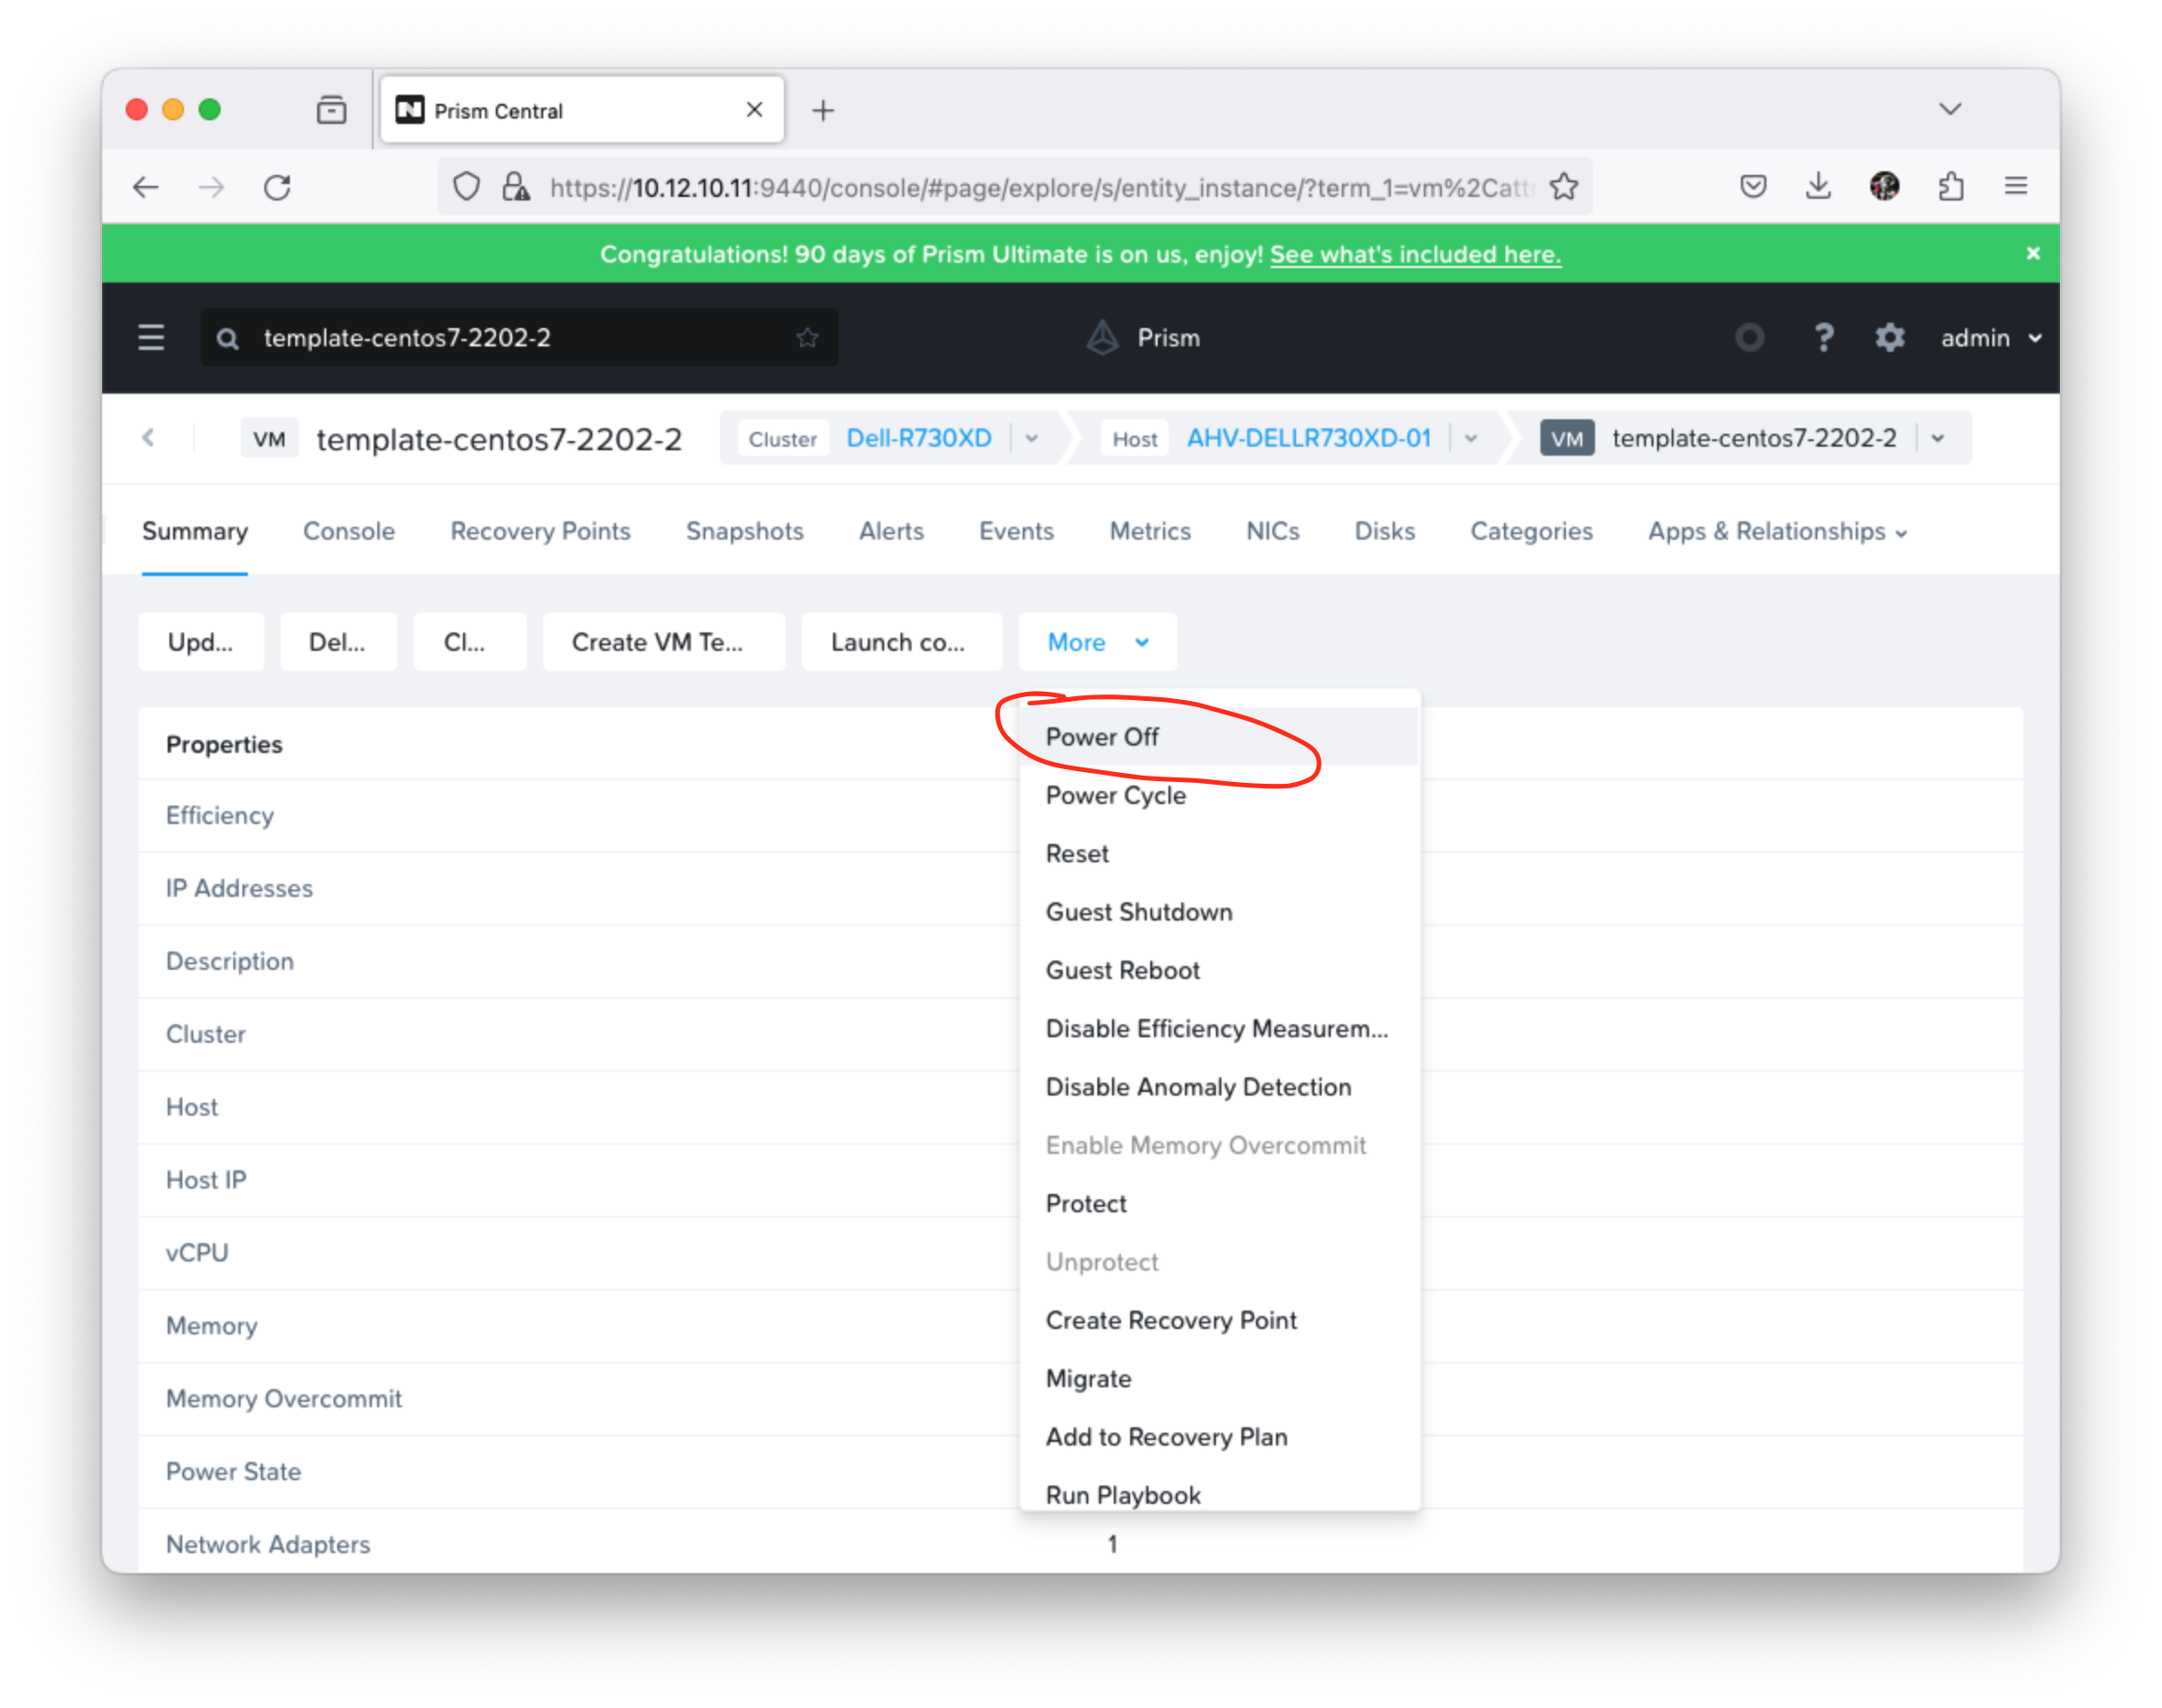 Prism Central
https://10.12.10.11:9440/console/#page/explore/s/entity_instance/?term_1=vm%2Catt
Congratulations! 90 days of Prism Ultimate is on us, enjoy! See what's included here.
template-centos7-2202-2
Prism
admin
VM template-centos7-2202-2 Cluster Dell-R730XD Host AHV-DELLR730XD-01 VM template-centos7-2202-2
Summary Console Recovery Points Snapshots Alerts Events Metrics NICs Disks Categories Apps & Relationships
Upd... Del... Cl... Create VM Te... Launch co... More
Properties
Efficiency
IP Addresses
Description
Cluster
Host
Host IP
vCPU
Memory
Memory Overcommit
Power State
Network Adapters 1
Power Off
Power Cycle
Reset
Guest Shutdown
Guest Reboot
Disable Efficiency Measurem...
Disable Anomaly Detection
Enable Memory Overcommit
Protect
Unprotect
Create Recovery Point
Migrate
Add to Recovery Plan
Run Playbook